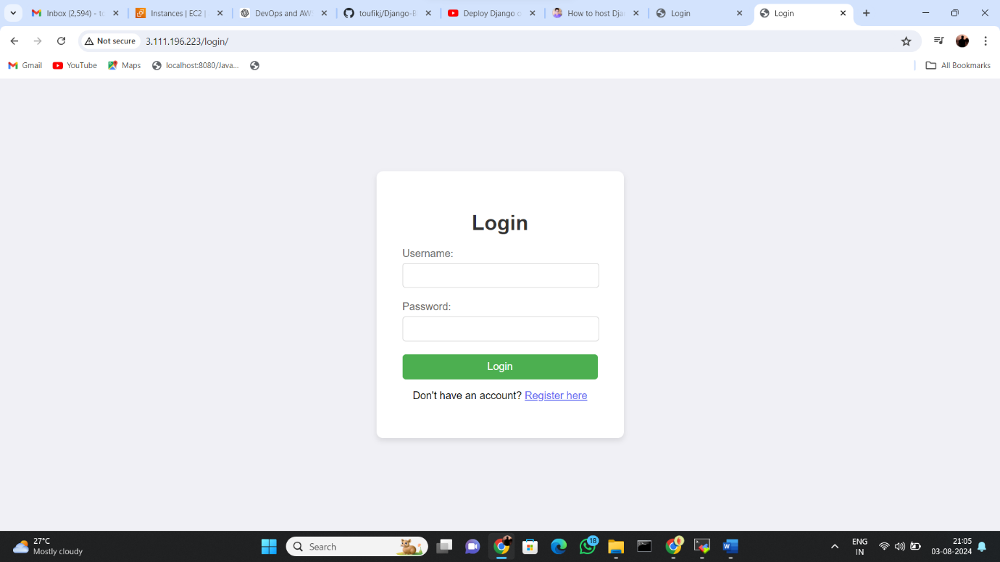 Inbox (2,594) - to
Instances | EC2 |
DevOps and AW
toufikj/Django-B
Deploy Django o
How to host Dja
Login
Login
Not secure
3.111.196.223/login/
Gmail
YouTube
Maps
localhost:8080/Java...
All Bookmarks
Login
Username:
Password:
Login
Don't have an account? Register here
27°C
Mostly cloudy
Search
18
ENG
IN
21:05
03-08-2024